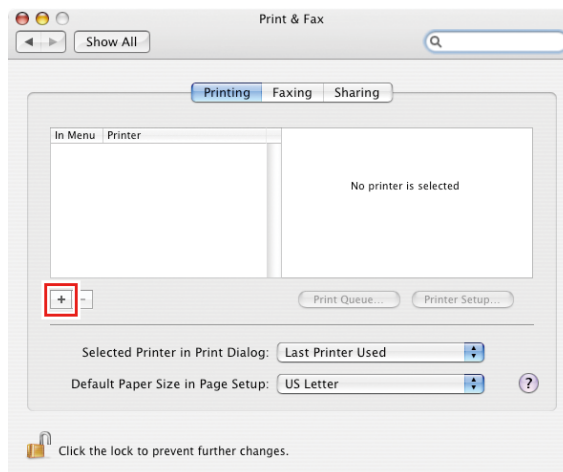 Print & Fax
Show All
Printing Faxing Sharing
In Menu Printer
No printer is selected
+ -
Print Queue... Printer Setup...
Selected Printer in Print Dialog: Last Printer Used
Default Paper Size in Page Setup: US Letter ?
Click the lock to prevent further changes.